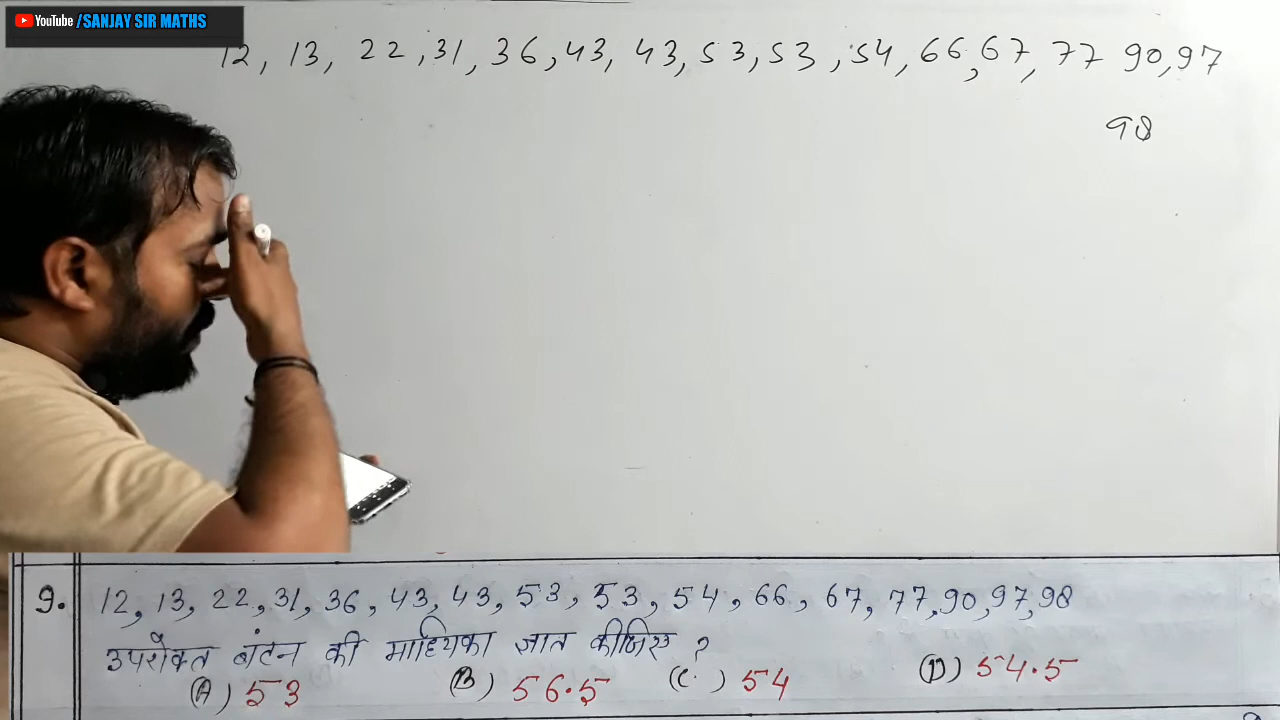 YouTube /SANJAY SIR MATHS
12, 13, 22, 31, 36, 43, 43, 53, 53, 54, 66, 67, 77 90, 97
98
9. 12, 13, 22, 31, 36, 43, 43, 53, 53, 54, 66, 67, 77, 90, 97, 98
उपरोक्त बंटन की माध्यिका ज्ञात कीजिए ?
(A) 53 (B) 56.5 (C) 54 (D) 54.5